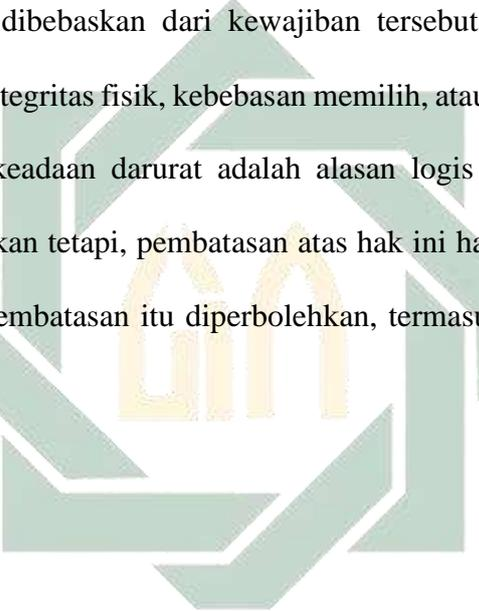 dibebaskan dari kewajiban tersebut
tegritas fisik, kebebasan memilih, atau
keadaan darurat adalah alasan logis
kan tetapi, pembatasan atas hak ini ha
embatasan itu diperbolehkan, termasu